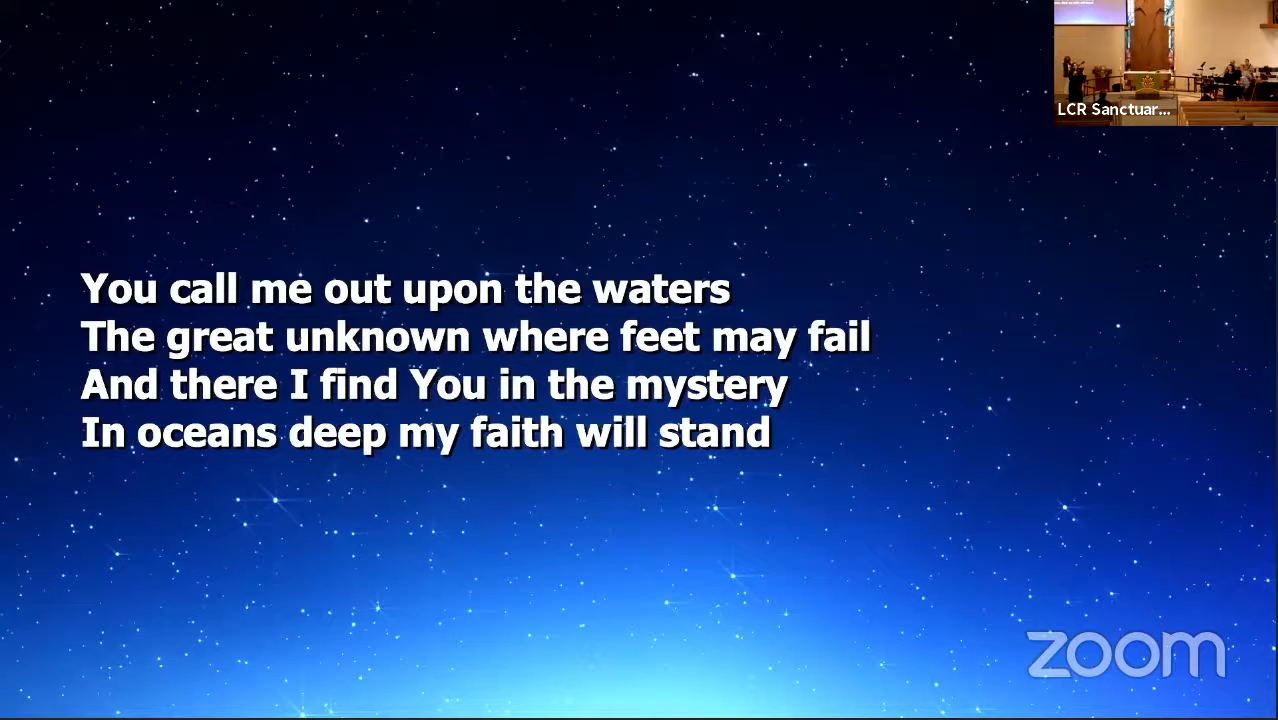 LCR Sanctuar...
You call me out upon the waters
The great unknown where feet may fail
And there I find You in the mystery
In oceans deep my faith will stand
zoom